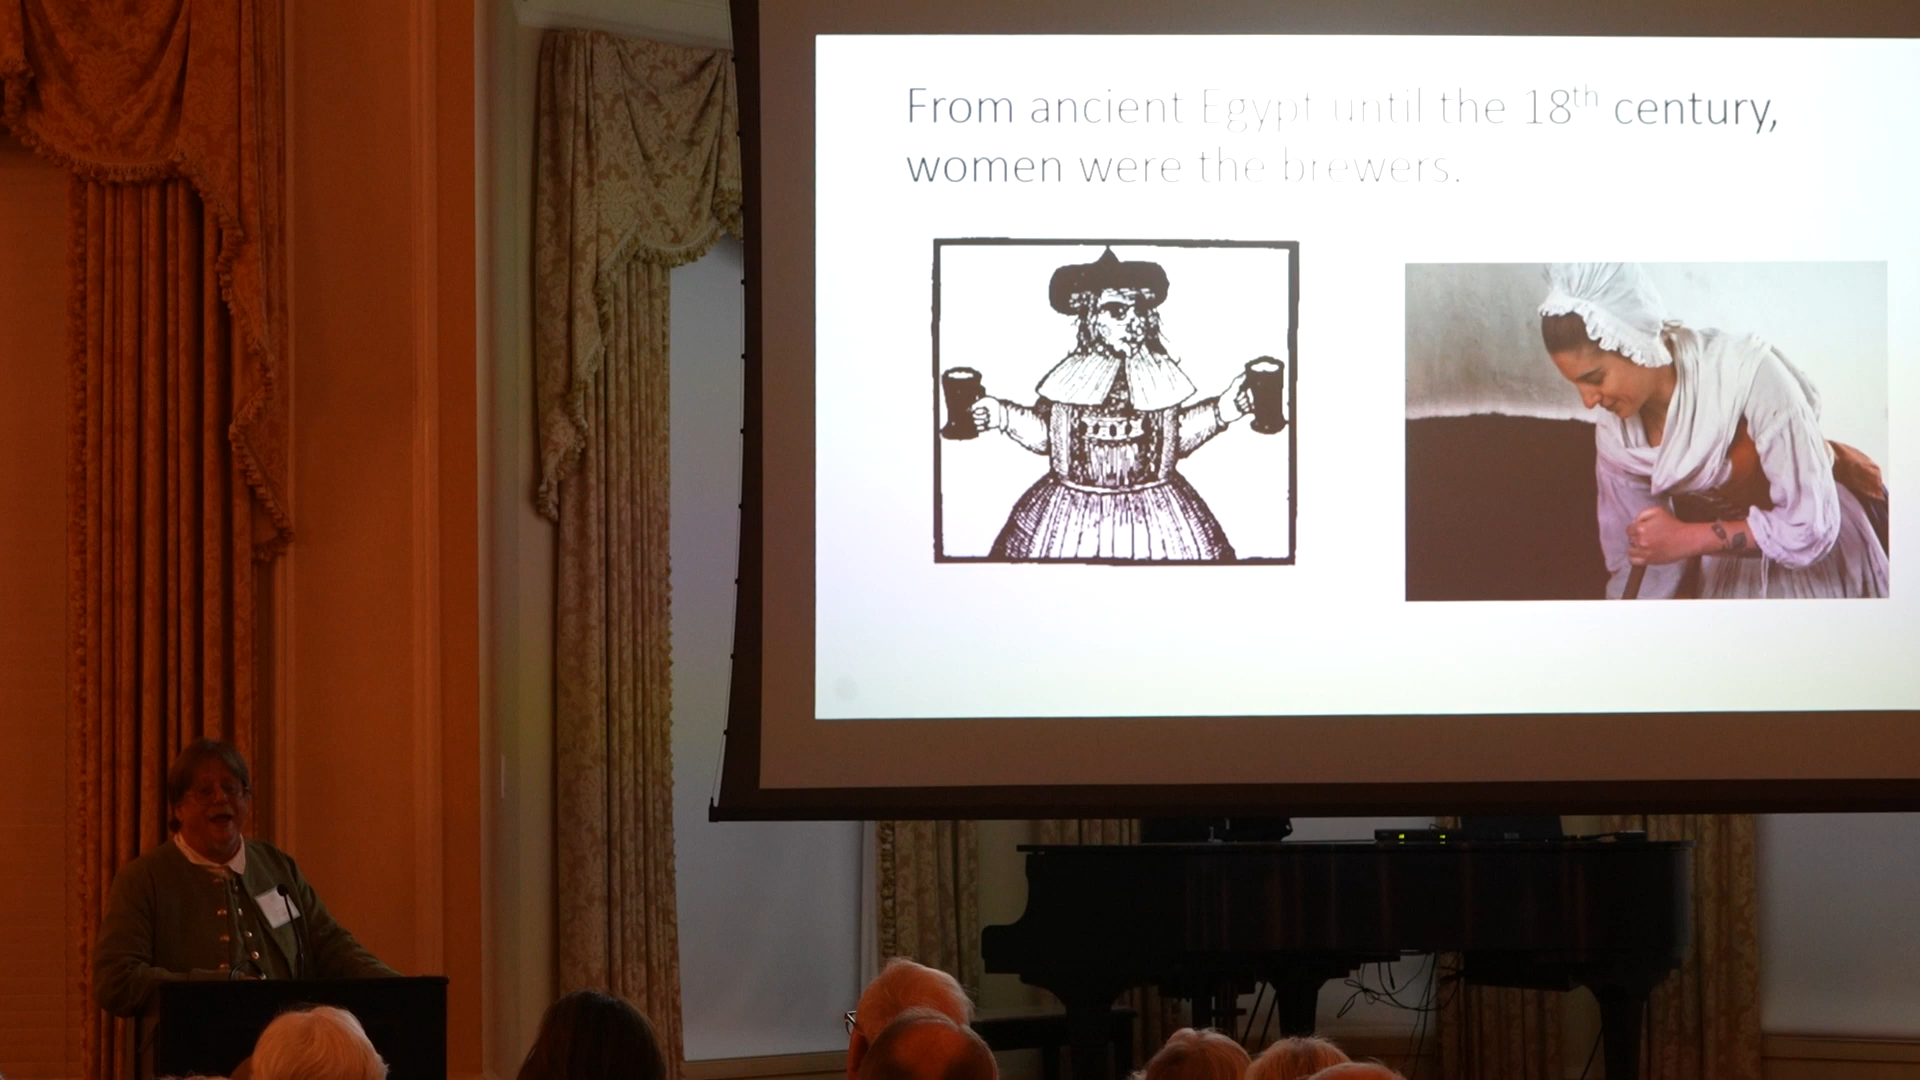 From ancient Egypt until the 18th century,
women were the brewers.